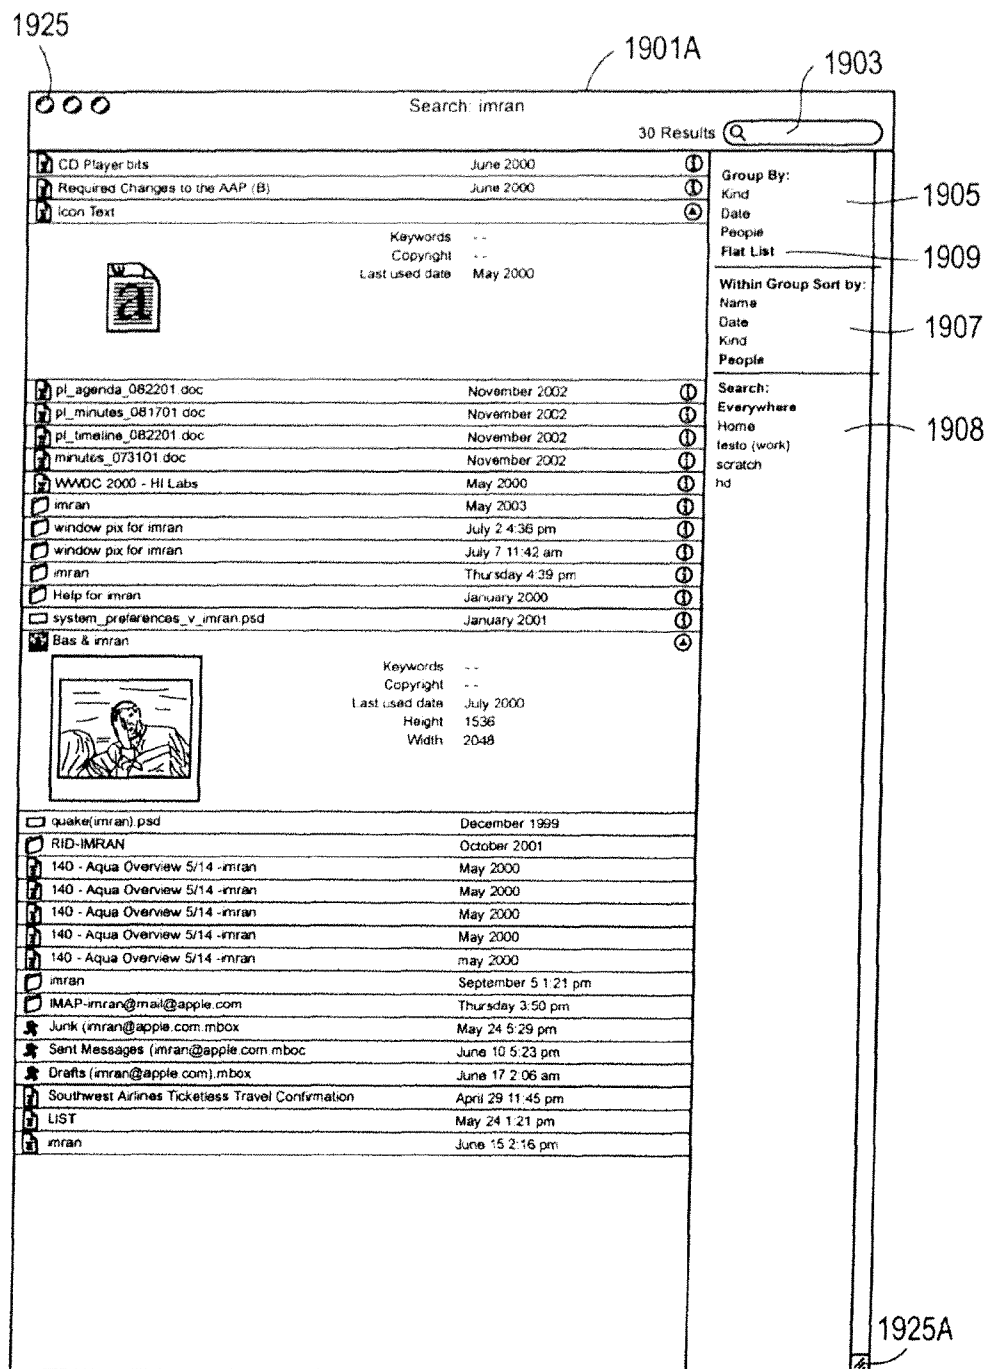 1925
1901A
1903
Search: imran
30 Results
CD Player bits June 2000
Required Changes to the AAP (B) June 2000
Icon Text
Keywords - -
Copyright - -
Last used date May 2000
W
a
pl_agenda_082201.doc November 2002
pl_minutes_081701 doc November 2002
pl_timeline_082201.doc November 2002
minutes_073101.doc November 2002
WWDC 2000 - HI Labs May 2000
imran May 2003
window pix for imran July 2 4:36 pm
window pix for imran July 7 11:42 am
imran Thursday 4:39 pm
Help for imran January 2000
system_preferences_v_imran.psd January 2001
Bas & imran
Keywords - -
Copyright - -
Last used date July 2000
Height 1536
Width 2048
quake(imran).psd December 1999
RID-IMRAN October 2001
140 - Aqua Overview 5/14 -imran May 2000
140 - Aqua Overview 5/14 -imran May 2000
140 - Aqua Overview 5/14 -imran May 2000
140 - Aqua Overview 5/14 -imran May 2000
140 - Aqua Overview 5/14 -imran may 2000
imran September 5 1:21 pm
IMAP-imran@mail@apple.com Thursday 3:50 pm
Junk (imran@apple.com.mbox May 24 5:29 pm
Sent Messages (imran@apple.com.mboc June 10 5:23 pm
Drafts (imran@apple.com).mbox June 17 2:06 am
Southwest Airlines Ticketless Travel Confirmation April 29 11:45 pm
LIST May 24 1:21 pm
imran June 15 2:16 pm
Group By:
Kind
Date
People
Flat List
Within Group Sort by:
Name
Date
Kind
People
Search:
Everywhere
Home
testo (work)
scratch
hd
1905
1909
1907
1908
1925A